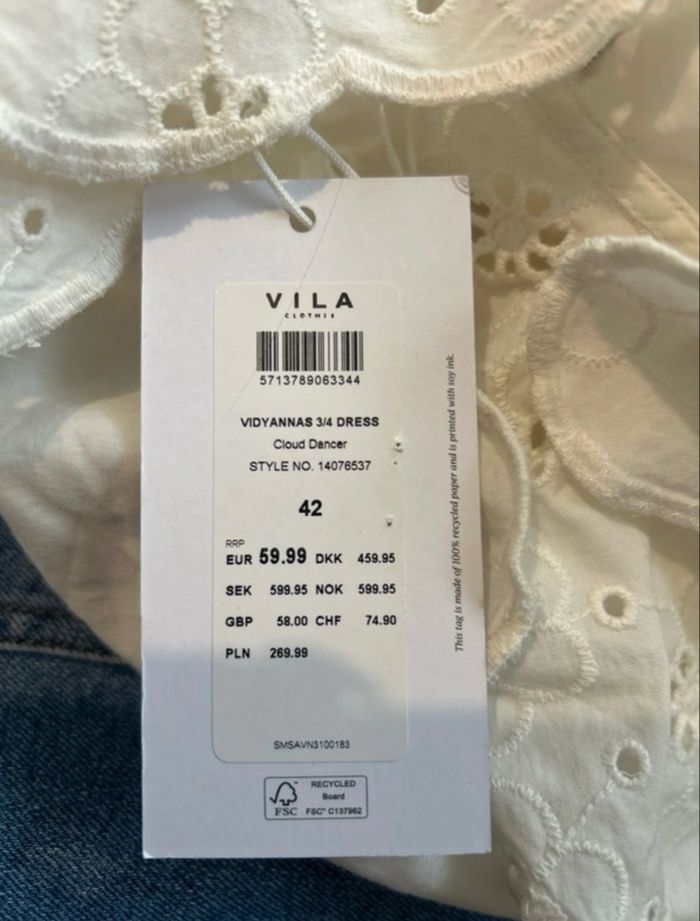 VILA
CLOTHES
5713789063344
VIDYANNAS 3/4 DRESS
Cloud Dancer
STYLE NO. 14076537
42
RRP
EUR 59.99 DKK 459.95
SEK 599.95 NOK 599.95
GBP 58.00 CHF 74.90
PLN 269.99
SMSAVN3100183
RECYCLED
Board
FSC FSC® C137962
This tag is made of 100% recycled paper and is printed with soy ink.